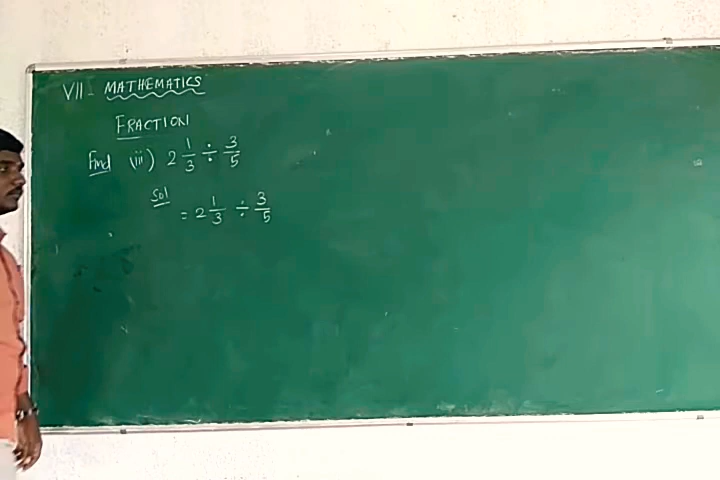 VII - MATHEMATICS
FRACTION
Find (iii) 2 1/3 ÷ 3/5
Sol
= 2 1/3 ÷ 3/5